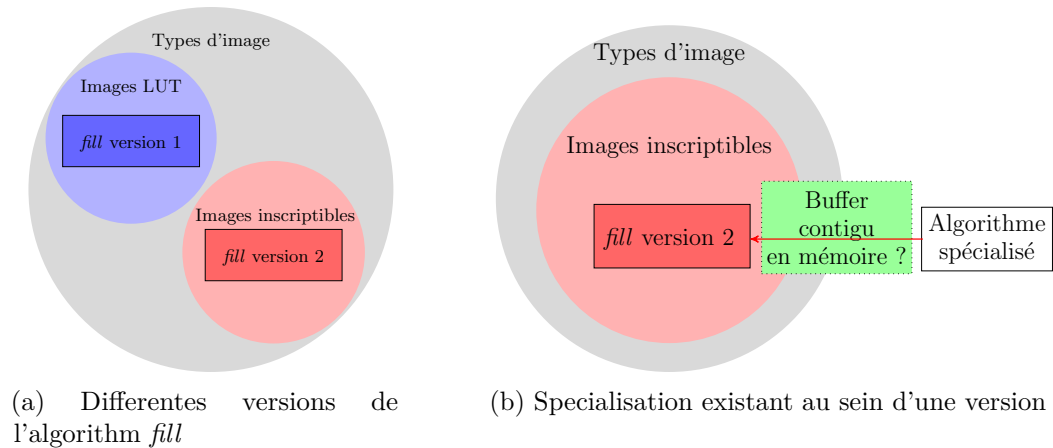 Types d'image
Images LUT
fill version 1
Images inscriptibles
fill version 2
(a) Differentes versions de
l'algorithm fill
Types d'image
Images inscriptibles
fill version 2
Buffer
contigu
en mémoire ?
Algorithme
spécialisé
(b) Specialisation existant au sein d'une version